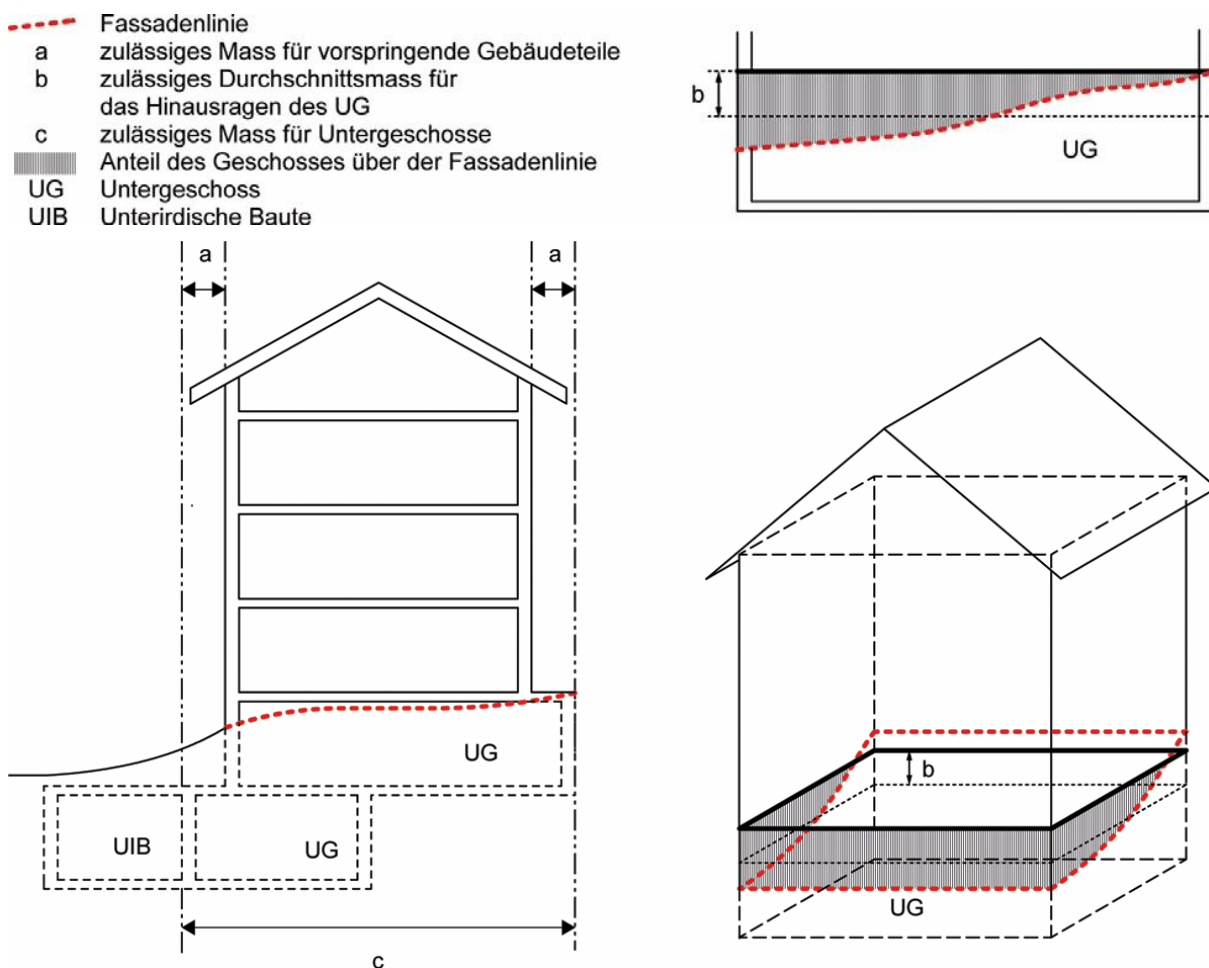 Fassadenlinie
a zulässiges Mass für vorspringende Gebäudeteile
b zulässiges Durchschnittsmass für
das Hinausragen des UG
c zulässiges Mass für Untergeschosse
Anteil des Geschosses über der Fassadenlinie
UG Untergeschoss
UIB Unterirdische Baute
b
UG
a a
UG
UIB UG
c
b
UG